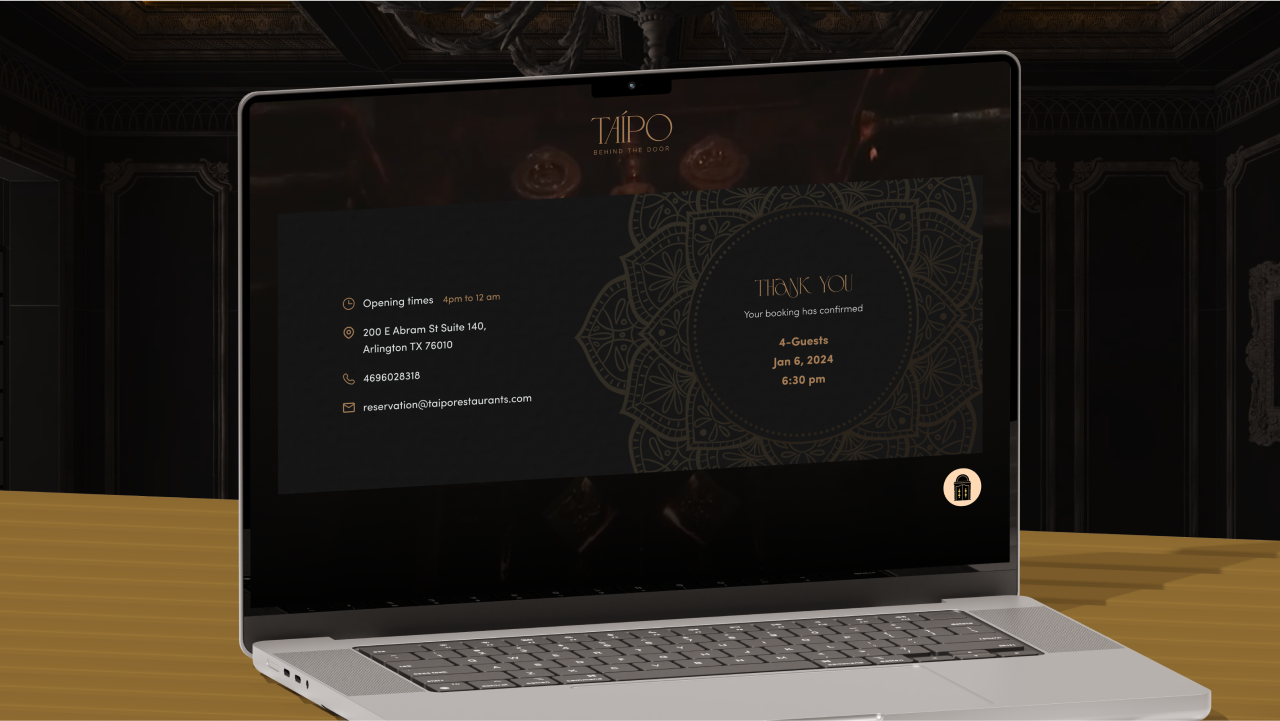 TAÍPO
BEHIND THE DOOR
Opening times 4pm to 12 am
200 E Abram St Suite 140,
Arlington TX 76010
4696028318
reservation@taiporestaurants.com
THANK YOU
Your booking has confirmed
4-Guests
Jan 6, 2024
6:30 pm